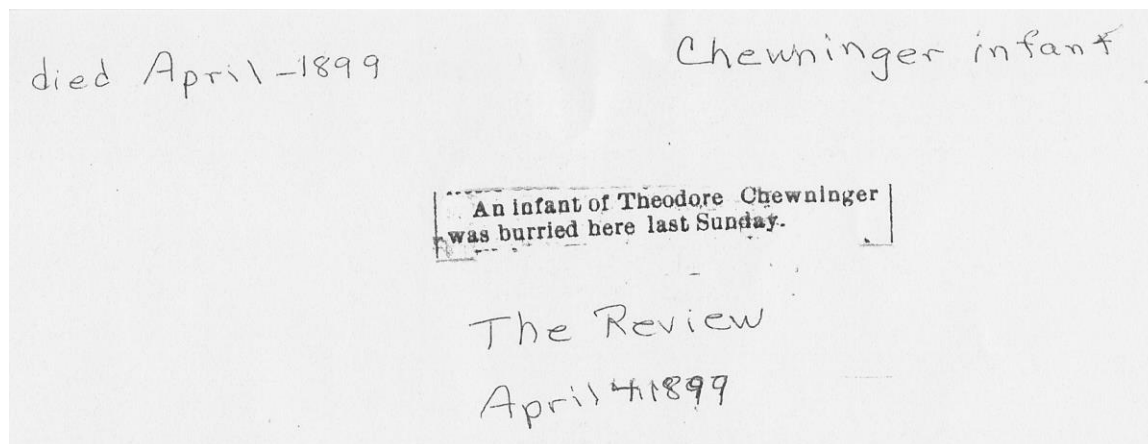 died April-1899
Chewninger infant
An infant of Theodore Chewninger
was burried here last Sunday.
The Review
April 4, 1899